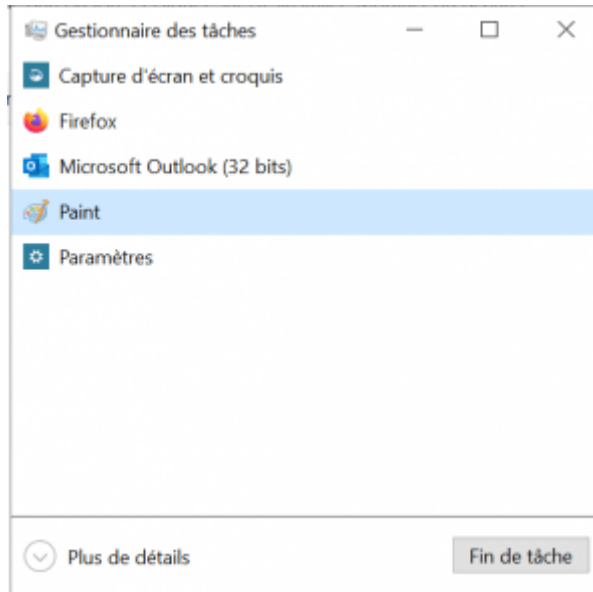 Gestionnaire des tâches
Capture d'écran et croquis
Firefox
Microsoft Outlook (32 bits)
Paint
Paramètres
Plus de détails
Fin de tâche